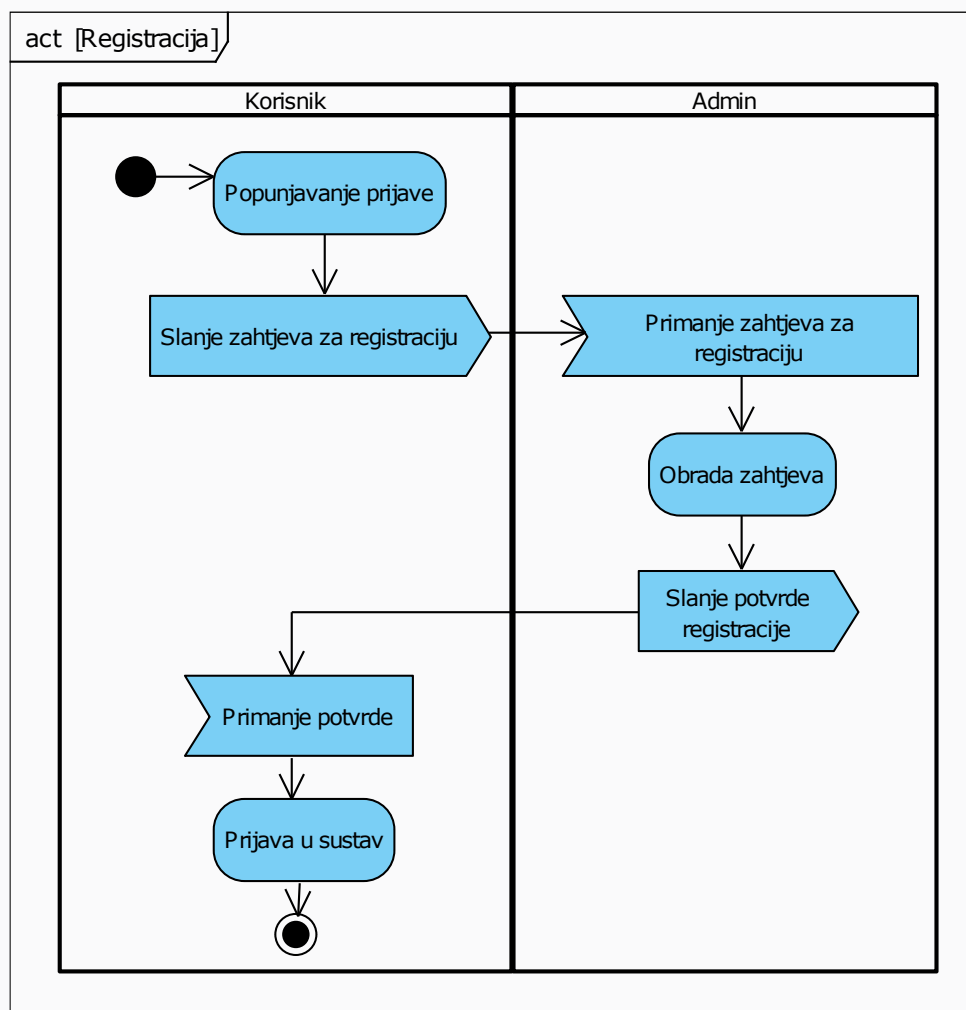 act [Registracija]
Korisnik
Admin
Popunjavanje prijave
Slanje zahtjeva za registraciju
Primanje zahtjeva za
registraciju
Obrada zahtjeva
Slanje potvrde
registracije
Primanje potvrde
Prijava u sustav